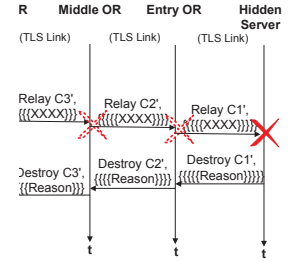 R Middle OR Entry OR Hidden Server
(TLS Link) (TLS Link) (TLS Link)
Relay C3', Relay C2', Relay C1',
{{{XXXX}}} {{{{XXXX}}}} {{{{{XXXX}}}}}
Destroy C3', Destroy C2', Destroy C1',
{{{Reason}}} {{{{Reason}}}} {{{{{Reason}}}}}
t t t